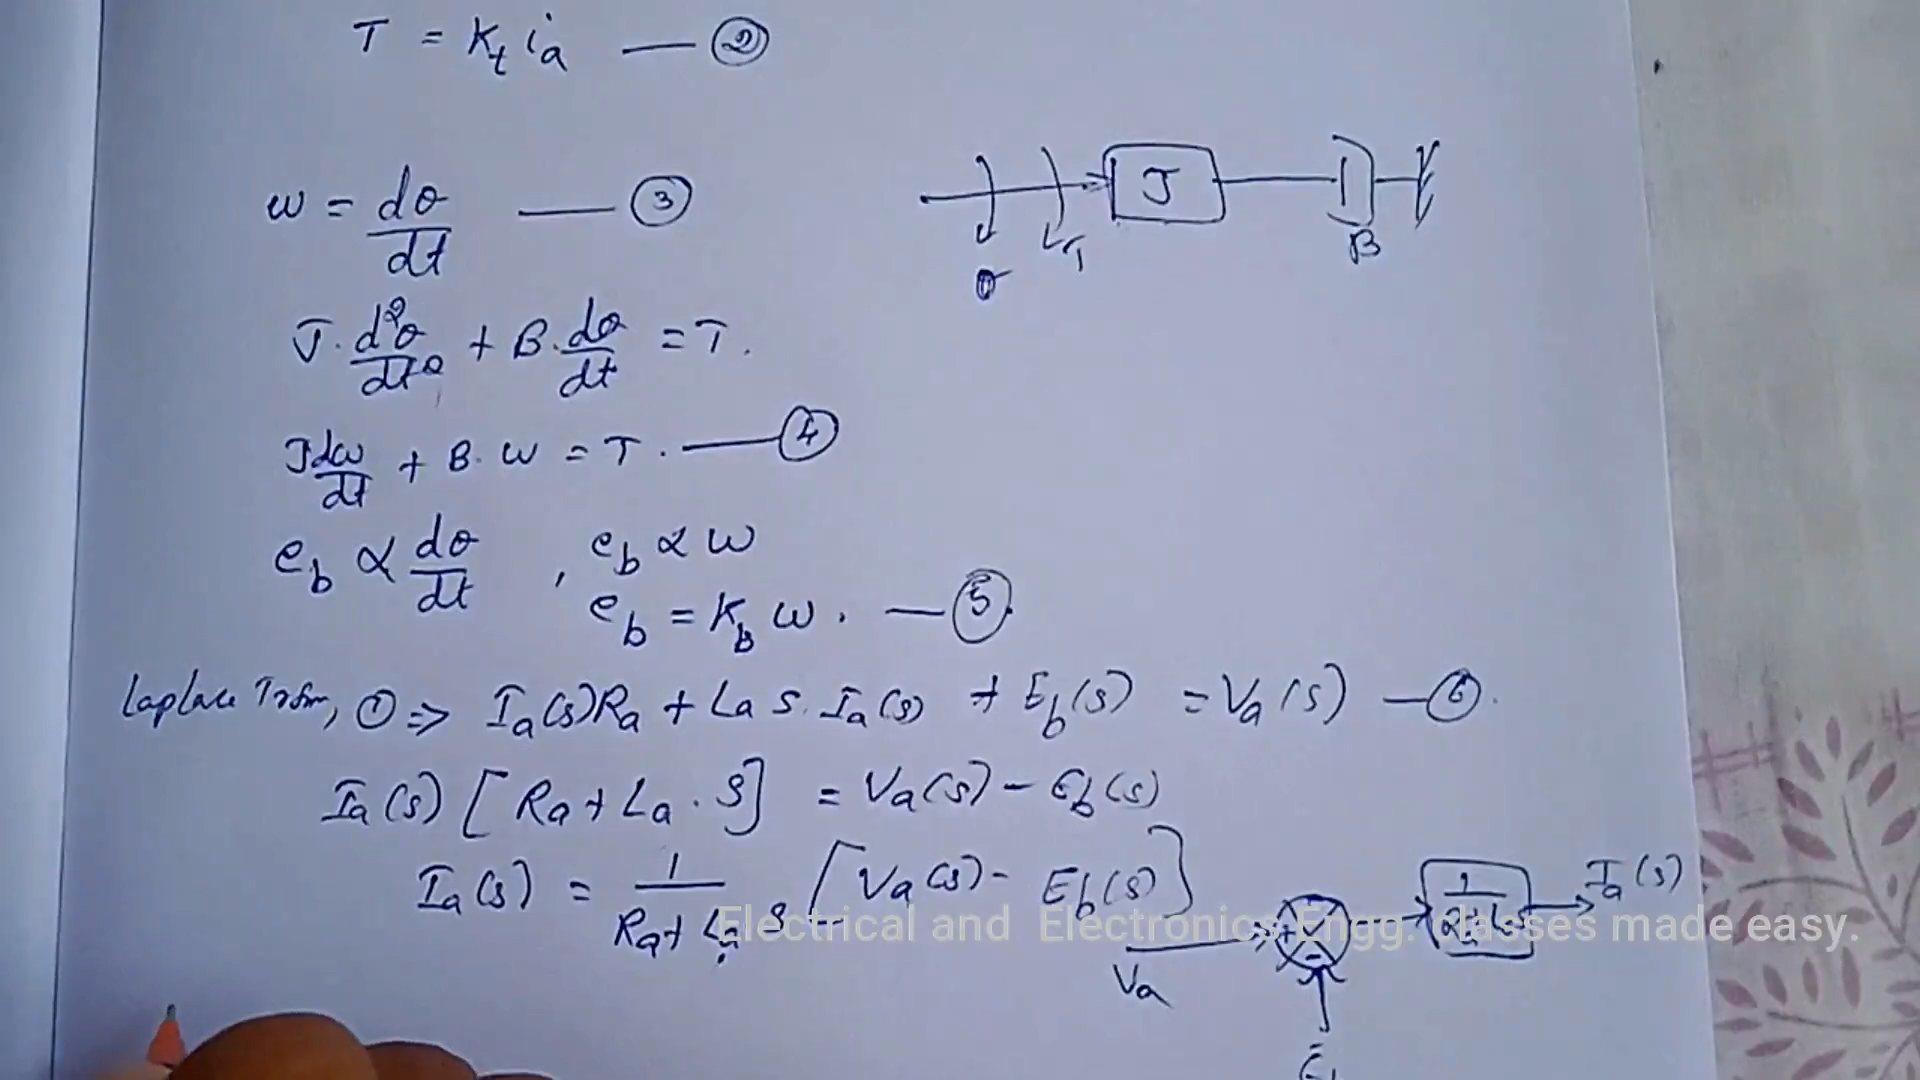 T = Kt ia — ②
ω = dθ/dt — ③
θ T J B
J. d²θ/dt² + B. dθ/dt = T.
J dω/dt + B. ω = T. — ④
eb ∝ dθ/dt , eb ∝ ω
eb = Kb ω. — ⑤
Laplace Trsfm, ① ⇒ Ia(s)Ra + La s. Ia(s) + Eb(s) = Va(s) — ⑥.
Ia(s) [Ra + La . s] = Va(s) - Eb(s)
Ia(s) = 1/(Ra + La s) [Va(s) - Eb(s)]
Va + - 1 Ia(s)
Electrical and Electronics Engg. classes made easy.